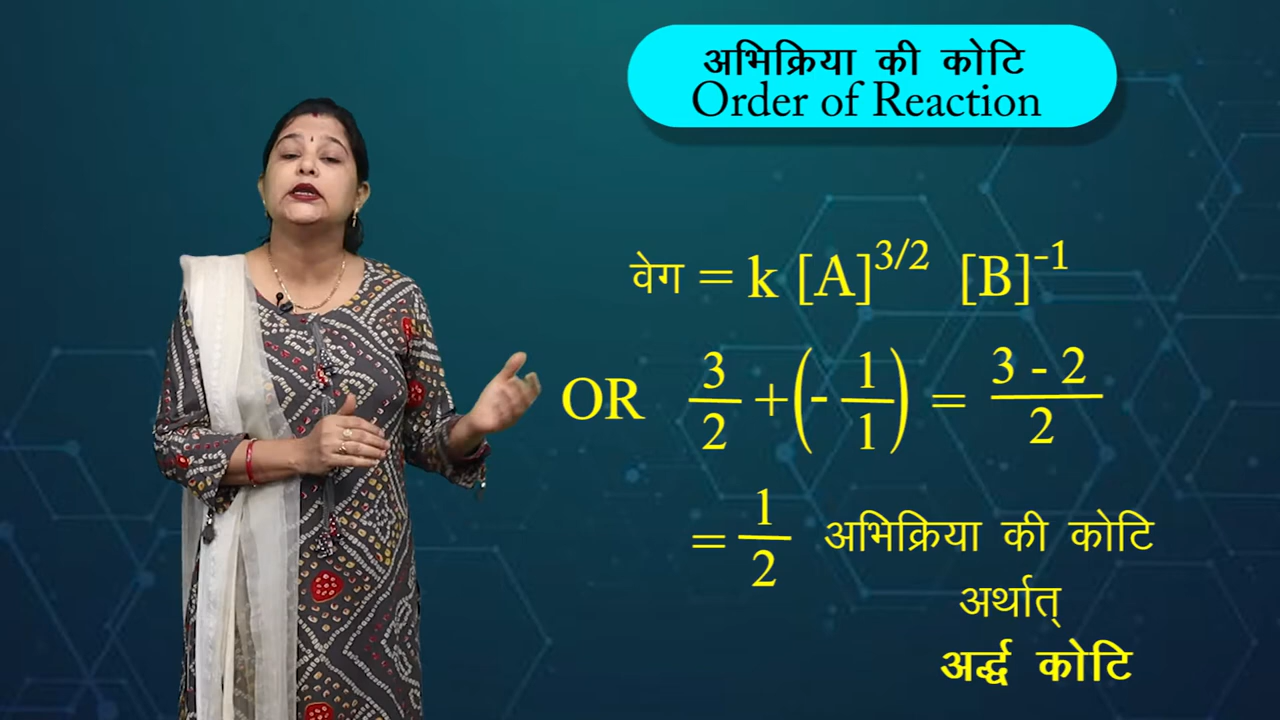 अभिक्रिया की कोटि
Order of Reaction
वेग = k [A]^3/2 [B]^-1
OR 3/2 + (- 1/1) = 3 - 2/2
= 1/2 अभिक्रिया की कोटि
अर्थात्
अर्द्ध कोटि